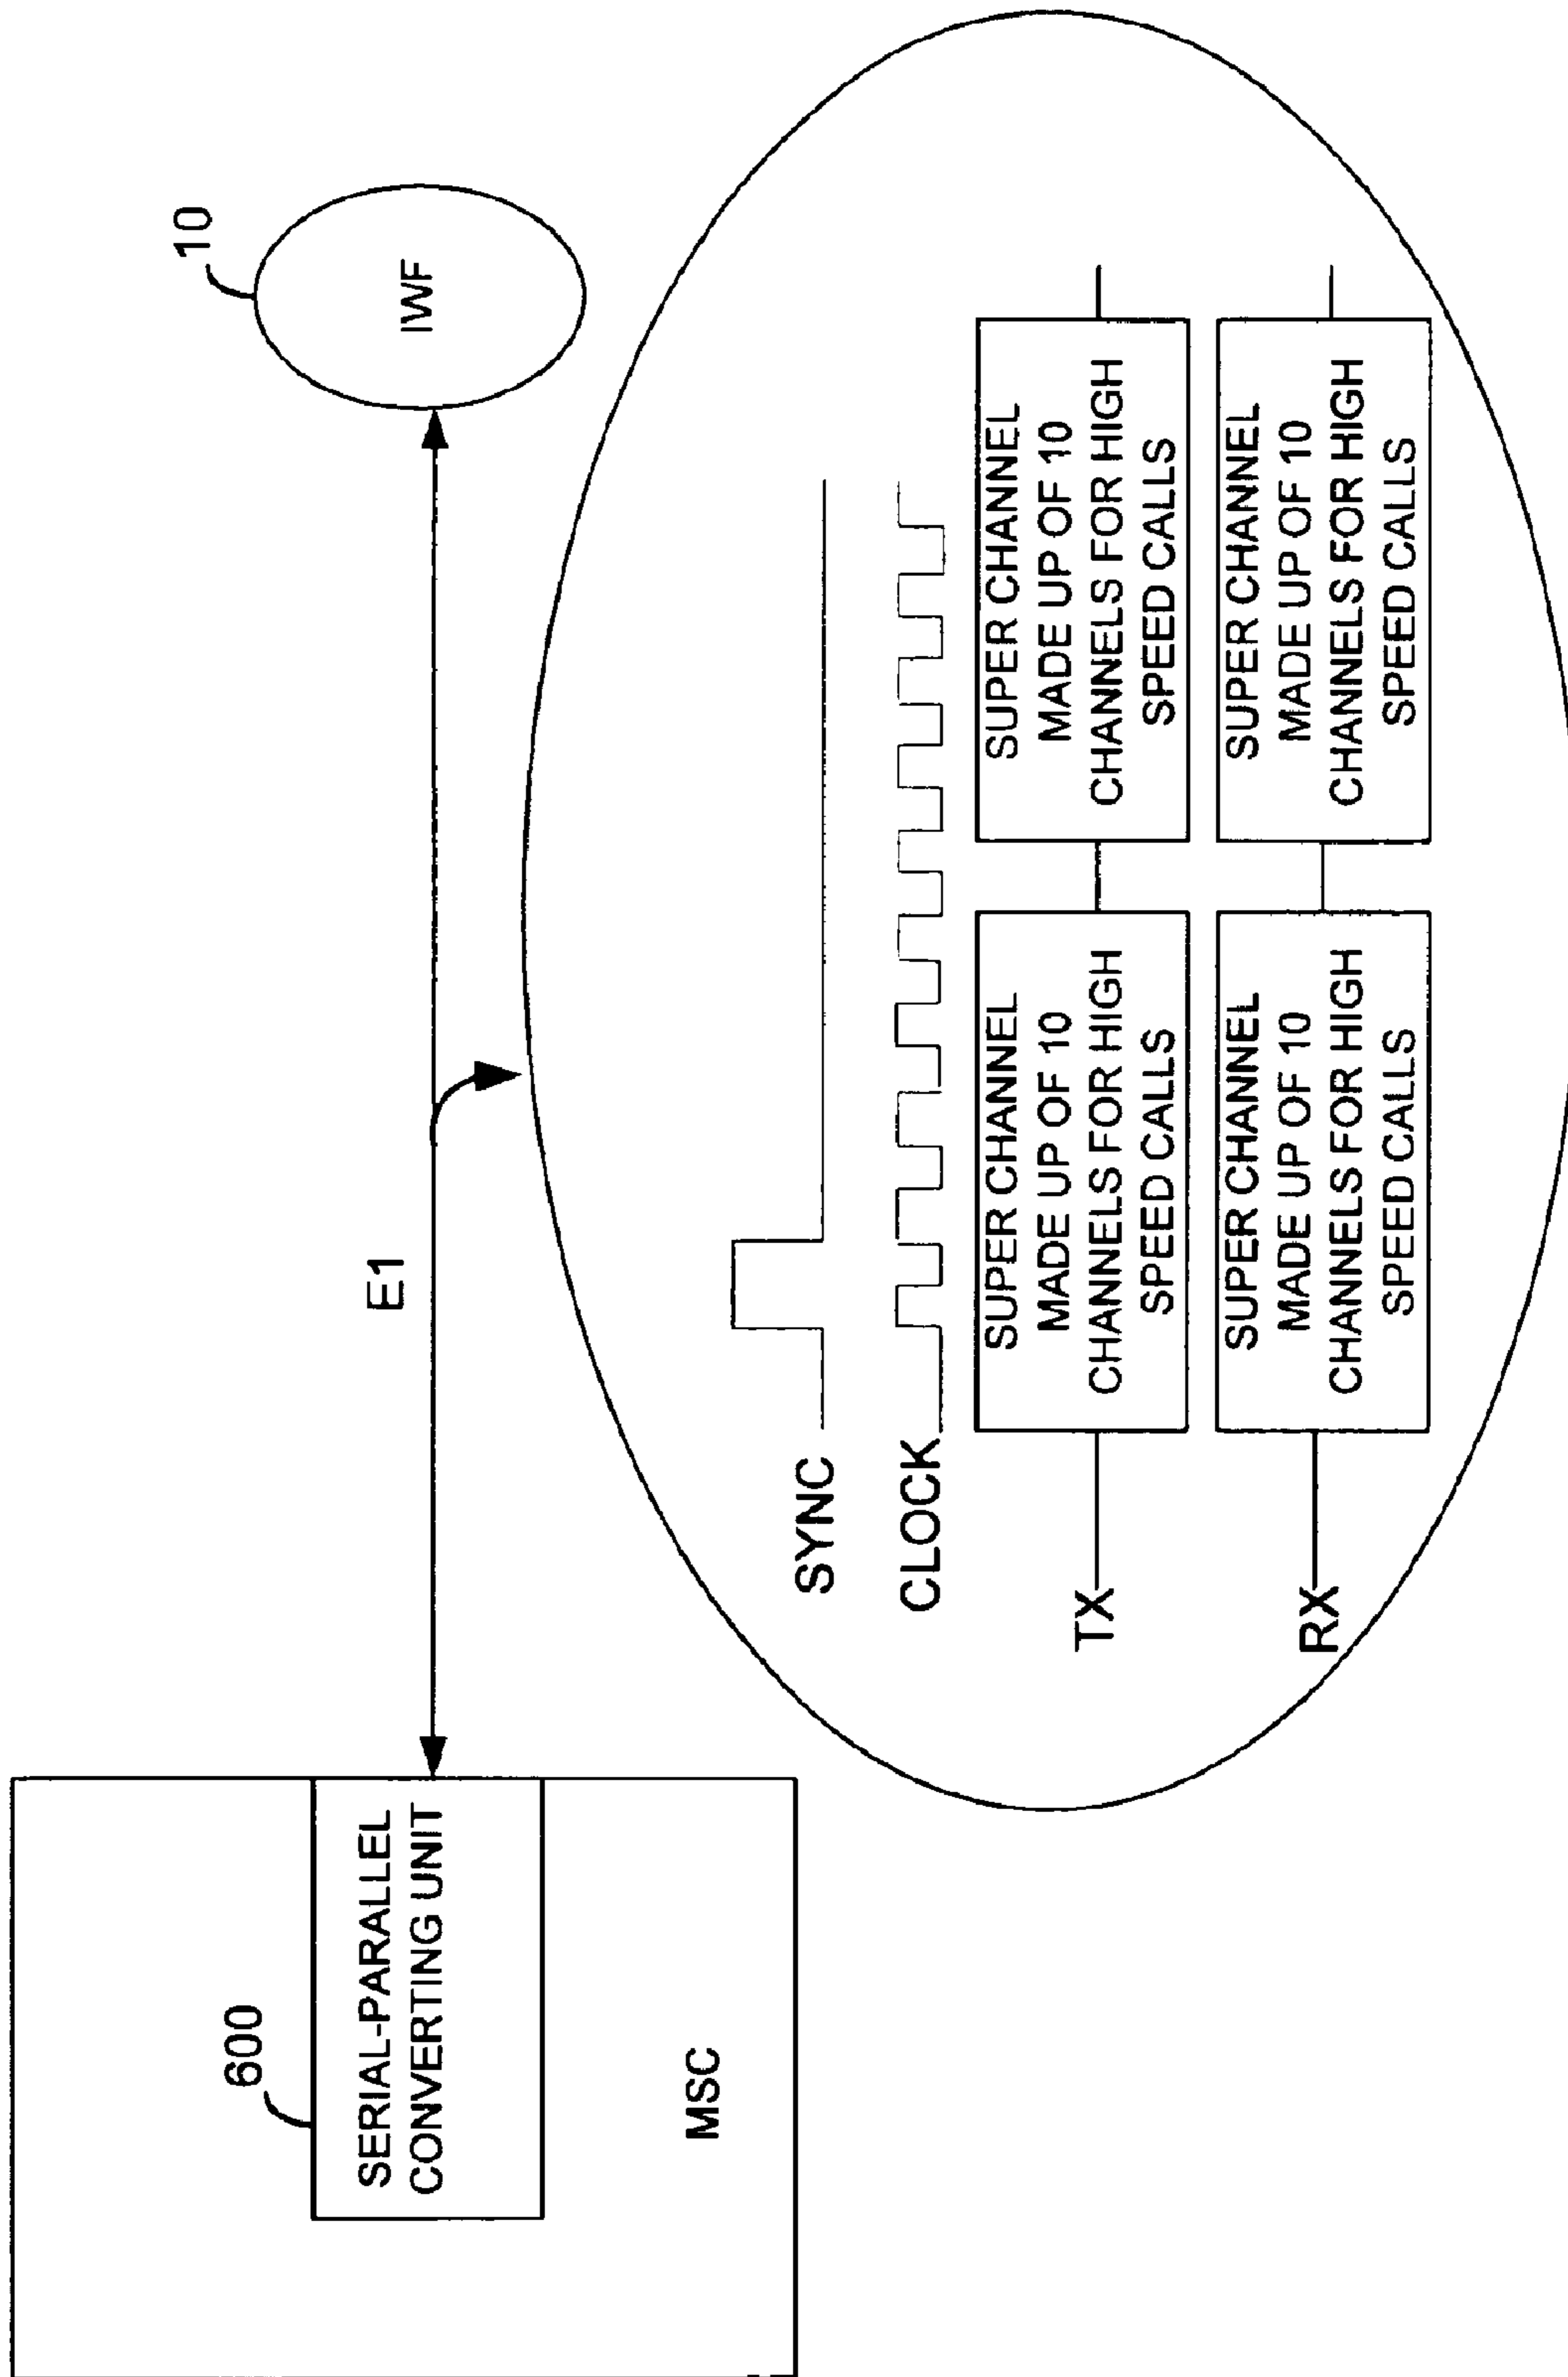 600
SERIAL-PARALLEL
CONVERTING UNIT
MSC
E1
10
IWF
SYNC
CLOCK
TX
SUPER CHANNEL
MADE UP OF 10
CHANNELS FOR HIGH
SPEED CALLS
SUPER CHANNEL
MADE UP OF 10
CHANNELS FOR HIGH
SPEED CALLS
RX
SUPER CHANNEL
MADE UP OF 10
CHANNELS FOR HIGH
SPEED CALLS
SUPER CHANNEL
MADE UP OF 10
CHANNELS FOR HIGH
SPEED CALLS